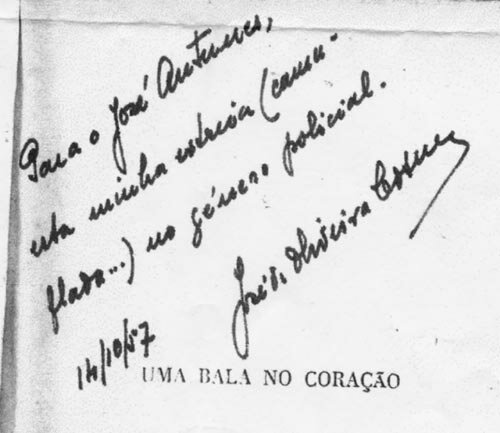 Para o José Antunes,
esta minha estreia (camu-
flada...) no género policial.
José de Oliveira Cosme
14/10/57
UMA BALA NO CORAÇÃO